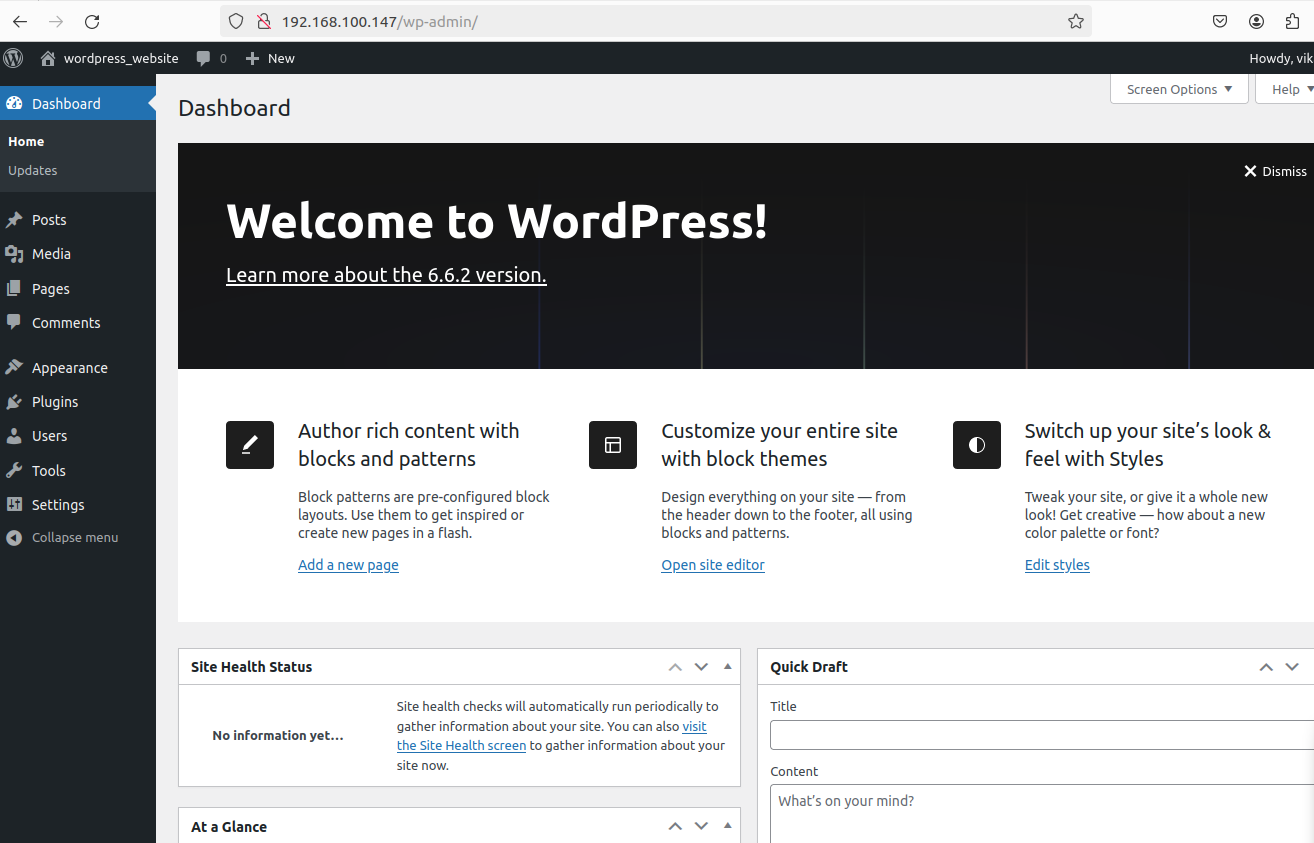 192.168.100.147/wp-admin/
wordpress_website 0 New Howdy, vik
Dashboard
Home
Updates
Posts
Media
Pages
Comments
Appearance
Plugins
Users
Tools
Settings
Collapse menu
Screen Options Help
Dashboard
Dismiss
Welcome to WordPress!
Learn more about the 6.6.2 version.
Author rich content with
blocks and patterns
Block patterns are pre-configured block
layouts. Use them to get inspired or
create new pages in a flash.
Add a new page
Customize your entire site
with block themes
Design everything on your site — from
the header down to the footer, all using
blocks and patterns.
Open site editor
Switch up your site’s look &
feel with Styles
Tweak your site, or give it a whole new
look! Get creative — how about a new
color palette or font?
Edit styles
Site Health Status
No information yet…
Site health checks will automatically run periodically to
gather information about your site. You can also visit
the Site Health screen to gather information about your
site now.
At a Glance
Quick Draft
Title
Content
What’s on your mind?